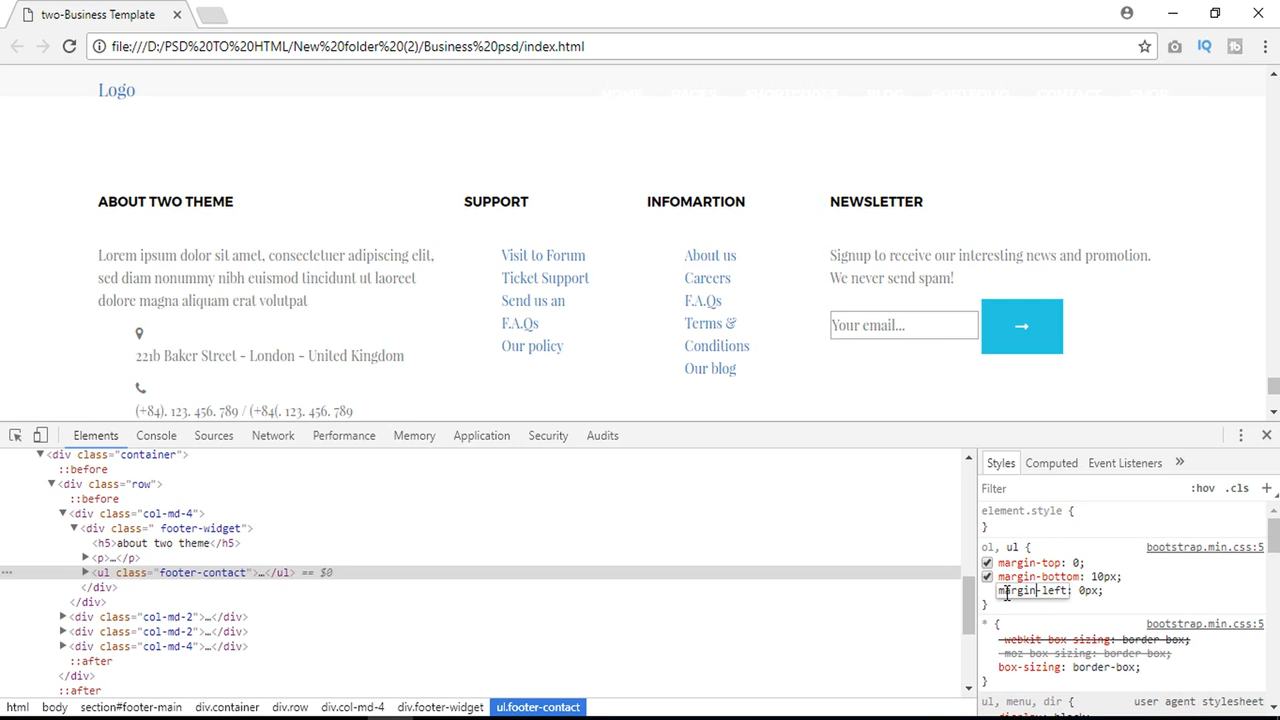 two-Business Template
file:///D:/PSD%20TO%20HTML/New%20folder%20(2)/Business%20psd/index.html
Logo
HOME PAGES SHORTCODES BLOG PORTFOLIO CONTACT SHOP
ABOUT TWO THEME
Lorem ipsum dolor sit amet, consectetuer adipiscing elit,
sed diam nonummy nibh euismod tincidunt ut laoreet
dolore magna aliquam erat volutpat
221b Baker Street - London - United Kingdom
(+84). 123. 456. 789 / (+84(. 123. 456. 789
SUPPORT
Visit to Forum
Ticket Support
Send us an
F.A.Qs
Our policy
INFOMARTION
About us
Careers
F.A.Qs
Terms &
Conditions
Our blog
NEWSLETTER
Signup to receive our interesting news and promotion.
We never send spam!
Your email...
Elements Console Sources Network Performance Memory Application Security Audits
<div class="container">
::before
<div class="row">
::before
<div class="col-md-4">
<div class=" footer-widget">
<h5>about two theme</h5>
<p>…</p>
<ul class="footer-contact">…</ul> == $0
</div>
</div>
<div class="col-md-2">…</div>
<div class="col-md-2">…</div>
<div class="col-md-4">…</div>
::after
</div>
::after
html body section#footer-main div.container div.row div.col-md-4 div.footer-widget ul.footer-contact
Styles Computed Event Listeners »
Filter :hov .cls +
element.style {
}
ol, ul { bootstrap.min.css:5
margin-top: 0;
margin-bottom: 10px;
margin-left: 0px;
}
* { bootstrap.min.css:5
-webkit-box-sizing: border-box;
-moz-box-sizing: border-box;
box-sizing: border-box;
}
ul, menu, dir { user agent stylesheet
display: block;